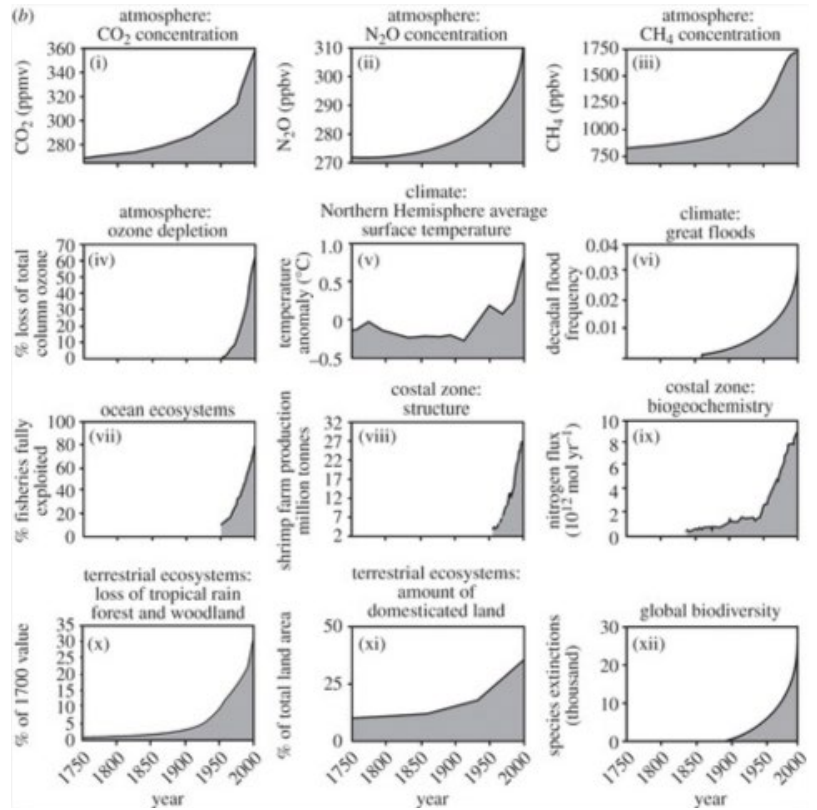 (b)
atmosphere:
CO₂ concentration
360
340
320
300
280
CO₂ (ppmv)
(i)
atmosphere:
N₂O concentration
310
300
290
280
270
N₂O (ppbv)
(ii)
atmosphere:
CH₄ concentration
1750
1500
1250
1000
750
CH₄ (ppbv)
(iii)
atmosphere:
ozone depletion
70
60
50
40
30
20
10
0
% loss of total
column ozone
(iv)
climate:
Northern Hemisphere average
surface temperature
1.0
0.5
0
–0.5
temperature
anomaly (°C)
(v)
climate:
great floods
0.04
0.03
0.02
0.01
decadal flood
frequency
(vi)
ocean ecosystems
100
80
60
40
20
0
% fisheries fully
exploited
(vii)
costal zone:
structure
32
27
22
17
12
7
2
shrimp farm production
million tonnes
(viii)
costal zone:
biogeochemistry
10
8
6
4
2
0
nitrogen flux
(10¹² mol yr⁻¹)
(ix)
terrestrial ecosystems:
loss of tropical rain
forest and woodland
35
30
25
20
15
10
5
0
% of 1700 value
(x)
1750
1800
1850
1900
1950
2000
year
terrestrial ecosystems:
amount of
domesticated land
50
25
0
% of total land area
(xi)
1750
1800
1850
1900
1950
2000
year
global biodiversity
30
20
10
0
species extinctions
(thousand)
(xii)
1750
1800
1850
1900
1950
2000
year